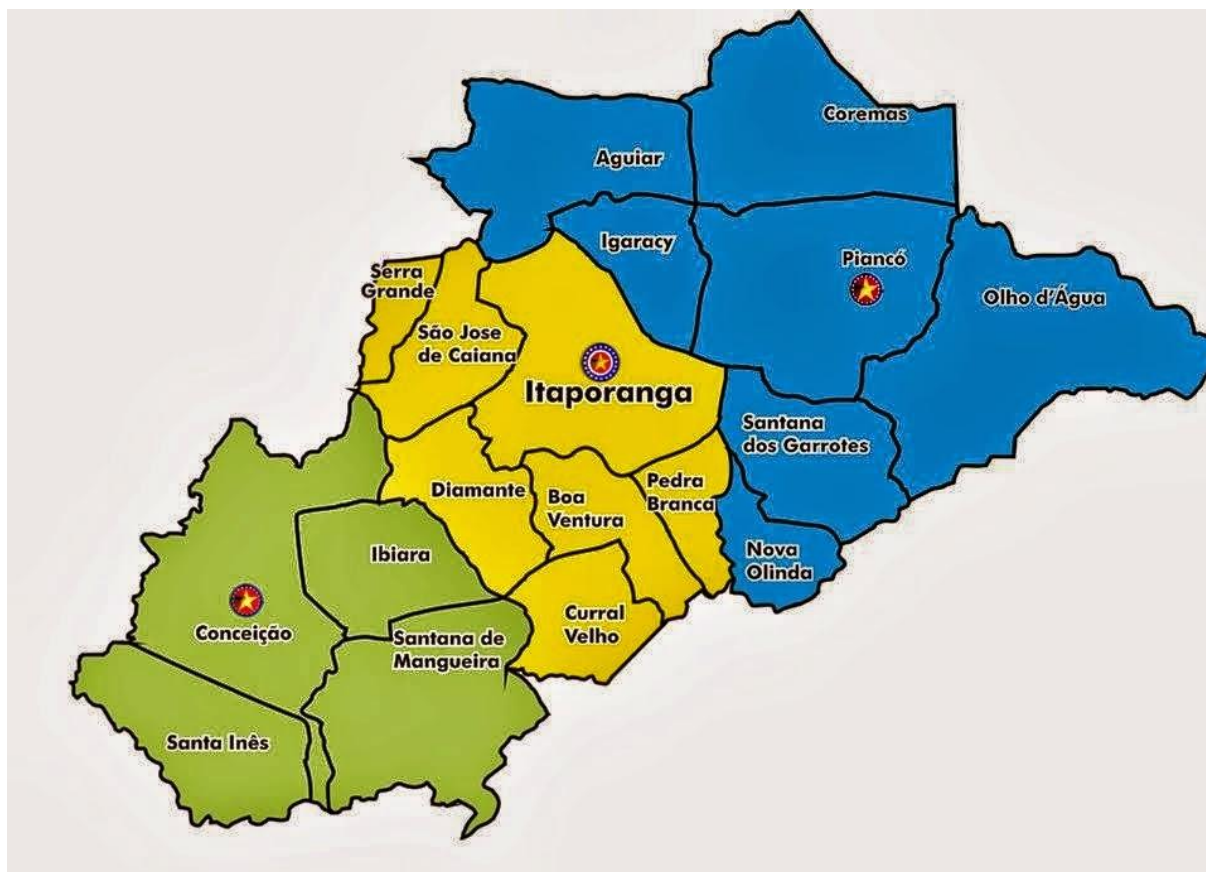 Coremas
Aguiar
Igaracy
Piancó
Olho d'Água
Serra
Grande
São Jose
de Caiana
Itaporanga
Santana
dos Garrotes
Diamante
Boa
Ventura
Pedra
Branca
Nova
Olinda
Ibiara
Conceição
Curral
Velho
Santana de
Mangueira
Santa Inês